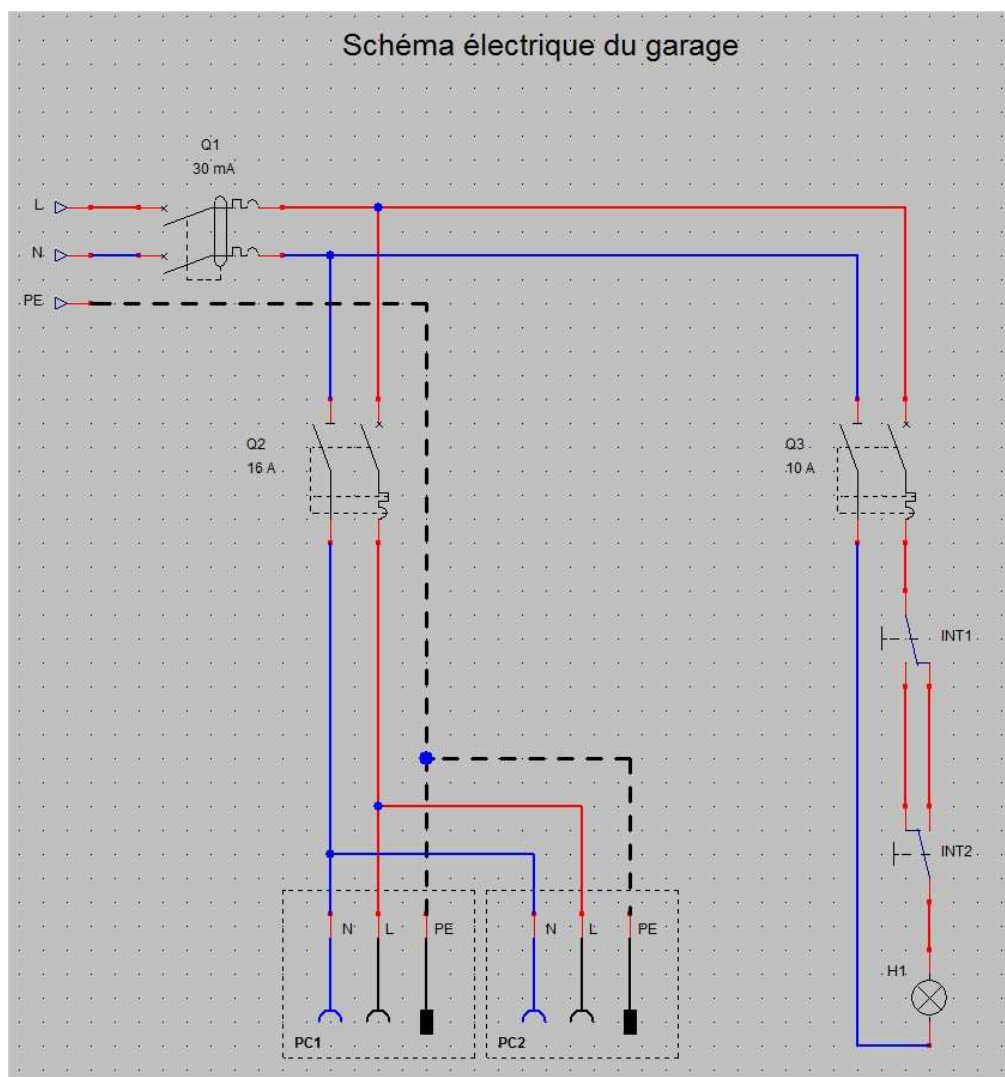 Schéma électrique du garage
Q1
30 mA
L
N
PE
Q2
16 A
Q3
10 A
INT1
INT2
N L PE
N L PE
H1
PC1
PC2